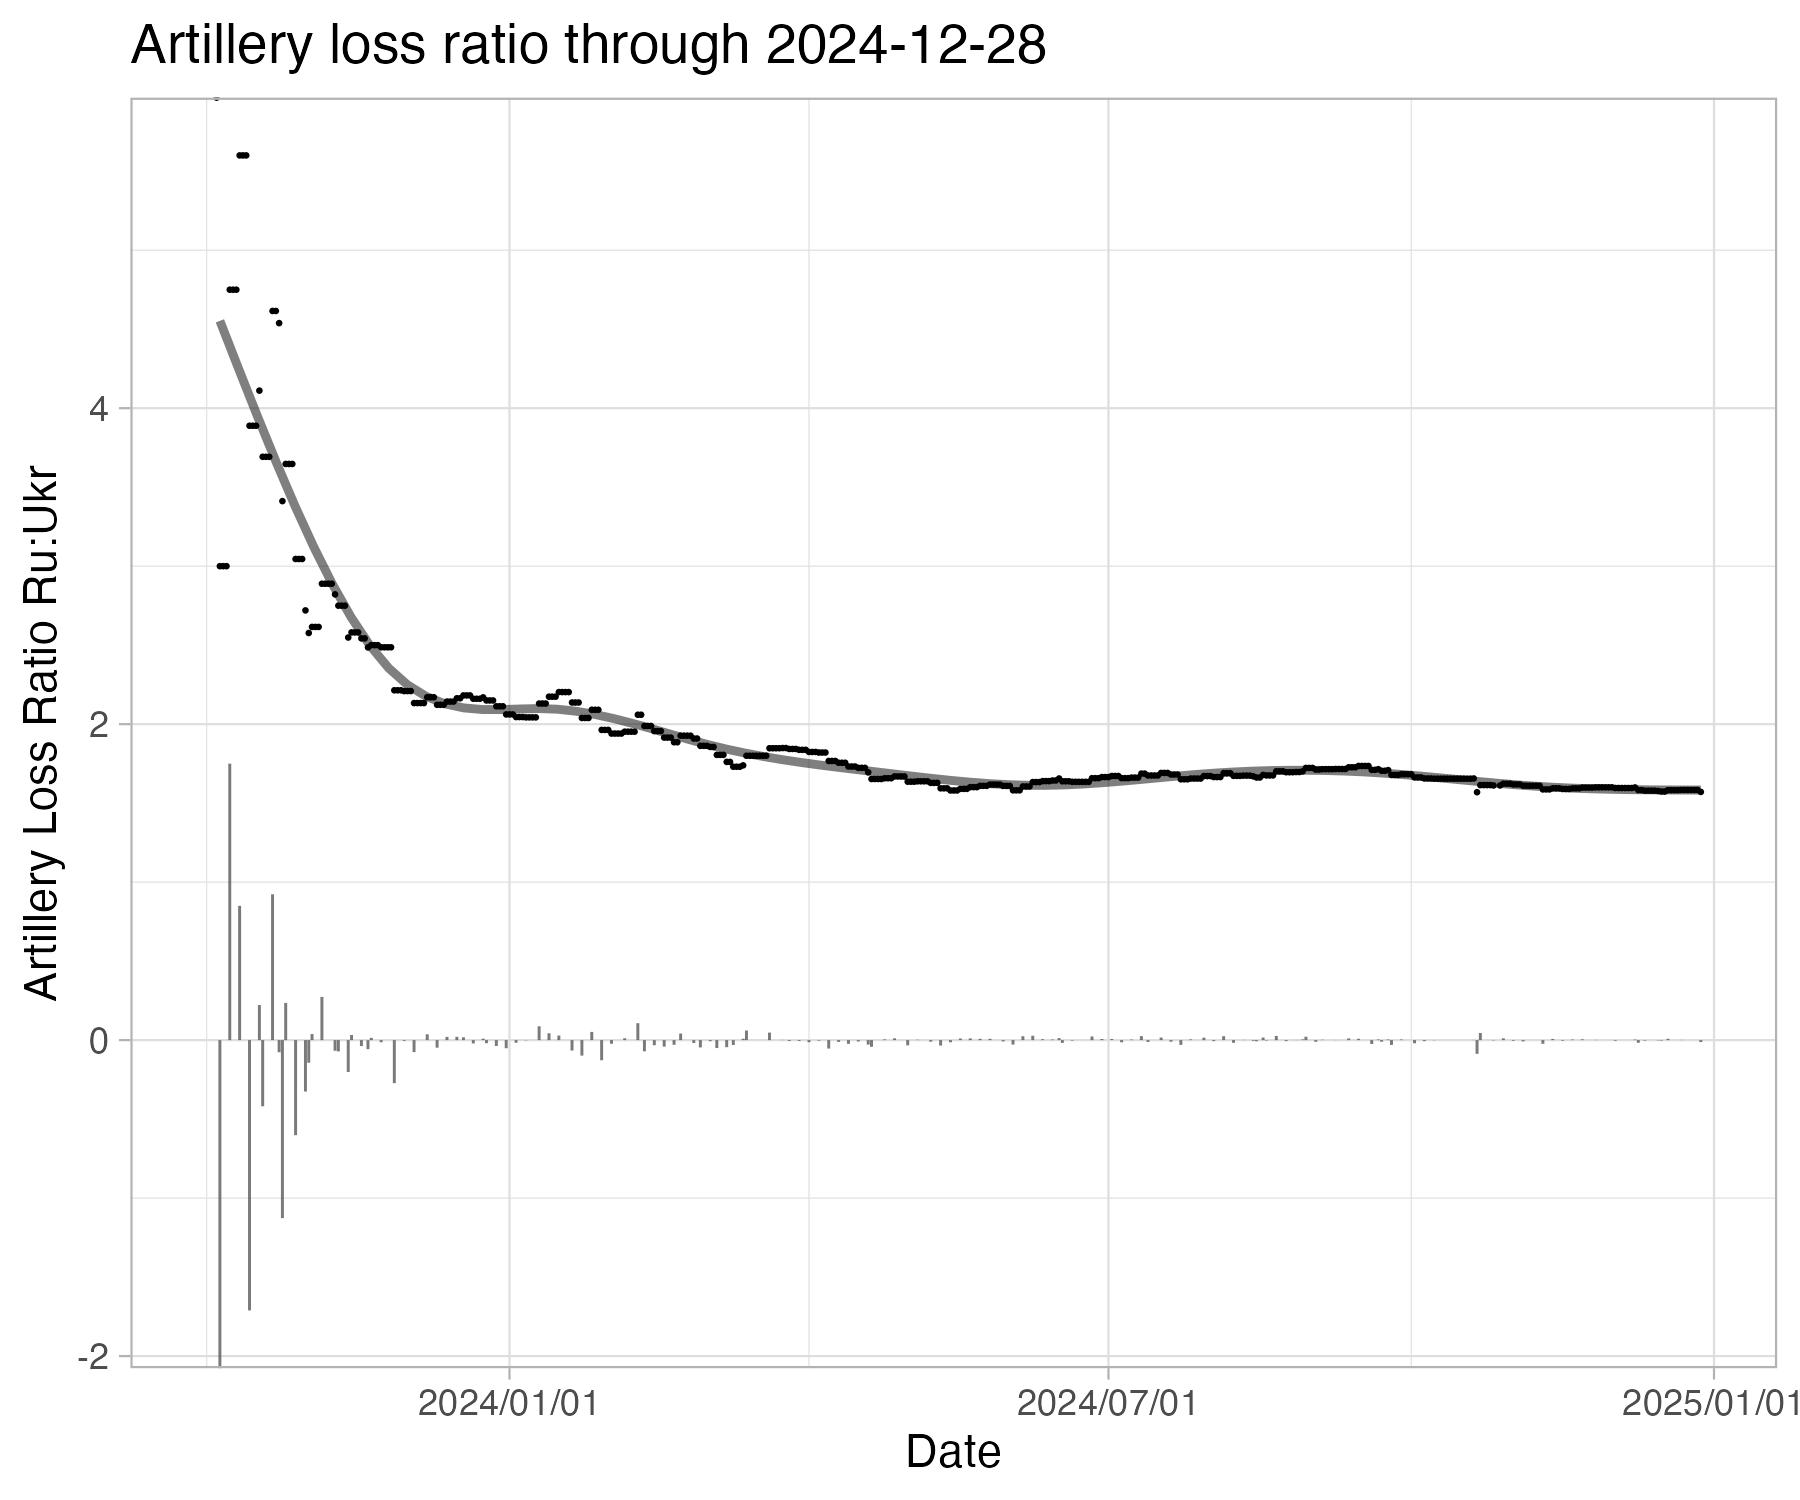 Artillery loss ratio through 2024-12-28
Artillery Loss Ratio Ru:Ukr
4
2
0
-2
2024/01/01
2024/07/01
2025/01/01
Date